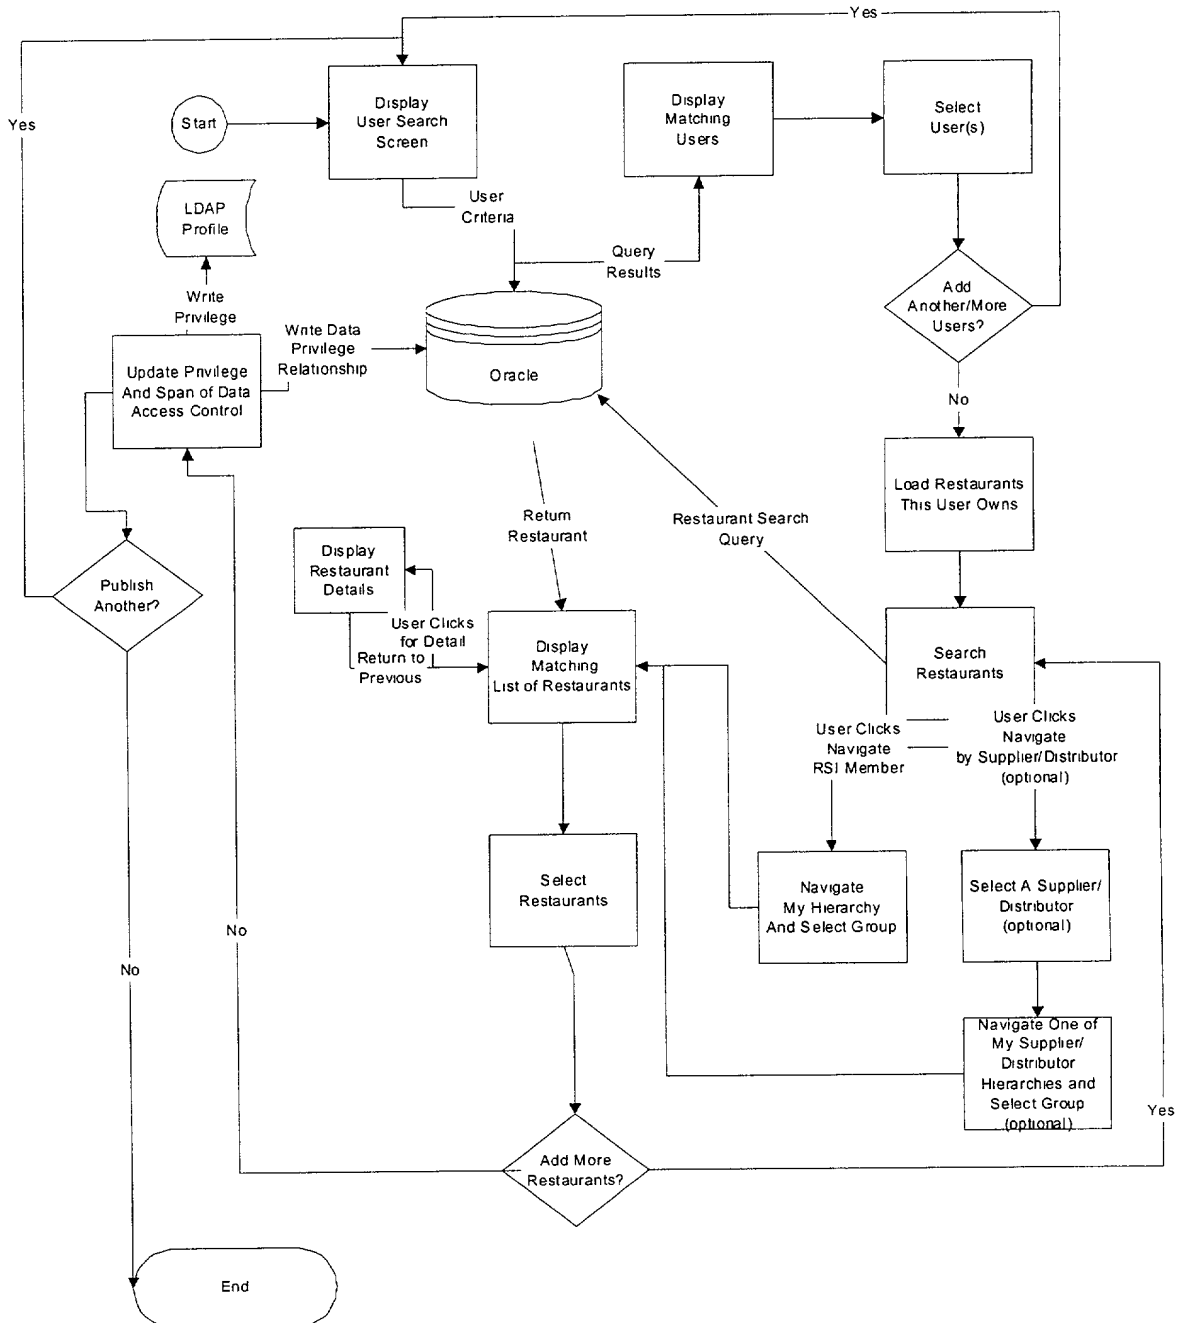 Yes
Yes
Start
Display
User Search
Screen
Display
Matching
Users
Select
User(s)
LDAP
Profile
User
Criteria
Query
Results
Write
Privilege
Add
Another/More
Users?
Write Data
Privilege
Relationship
Update Privilege
And Span of Data
Access Control
Oracle
No
Load Restaurants
This User Owns
Return
Restaurant
Restaurant Search
Query
Display
Restaurant
Details
Publish
Another?
User Clicks
for Detail
Return to
Previous
Display
Matching
List of Restaurants
Search
Restaurants
User Clicks
Navigate
RSI Member
User Clicks
Navigate
by Supplier/Distributor
(optional)
Select
Restaurants
Navigate
My Hierarchy
And Select Group
Select A Supplier/
Distributor
(optional)
No
No
Navigate One of
My Supplier/
Distributor
Hierarchies and
Select Group
(optional)
Yes
Add More
Restaurants?
End